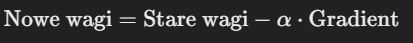 Nowe wagi = Stare wagi − α · Gradient